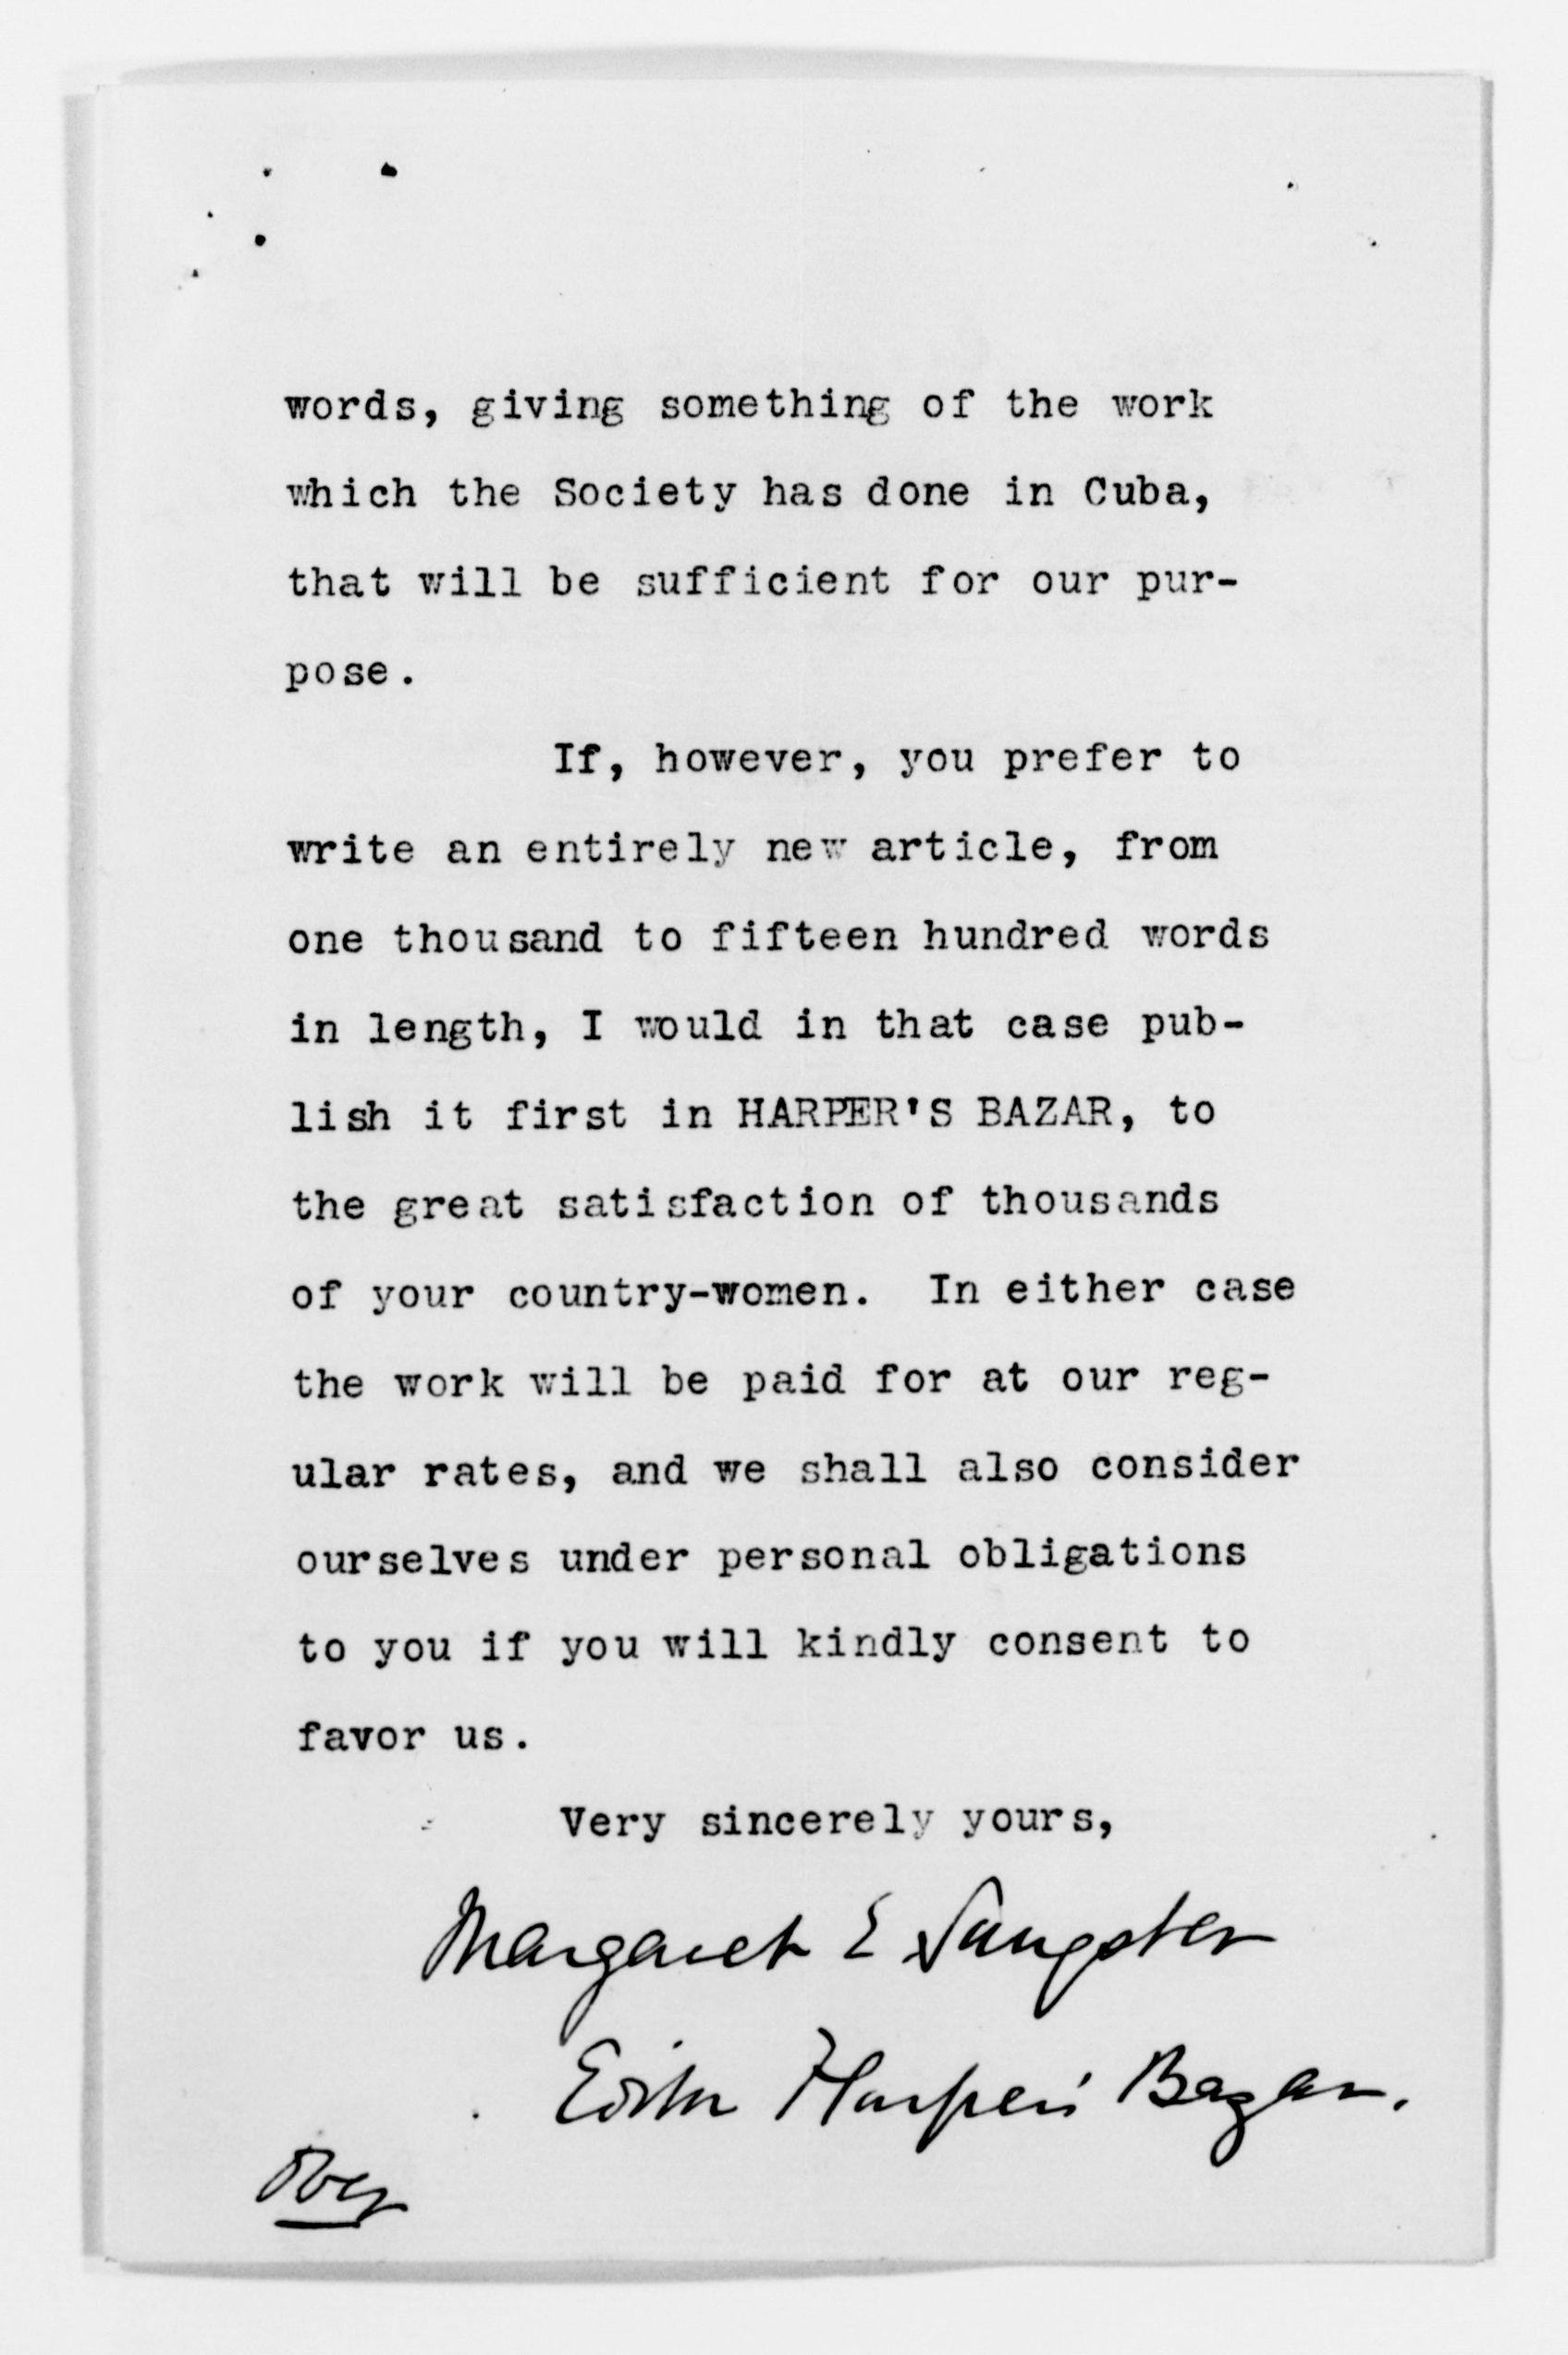 words, giving something of the work
which the Society has done in Cuba,
that will be sufficient for our pur-
pose.
If, however, you prefer to
write an entirely new article, from
one thousand to fifteen hundred words
in length, I would in that case pub-
lish it first in HARPER'S BAZAR, to
the great satisfaction of thousands
of your country-women. In either case
the work will be paid for at our reg-
ular rates, and we shall also consider
ourselves under personal obligations
to you if you will kindly consent to
favor us.
Very sincerely yours,
Margaret E Sangster
Editor Harper's Bazar.
Over